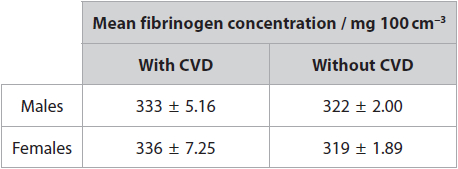 Mean fibrinogen concentration / mg 100 cm⁻³
With CVD Without CVD
Males 333 ± 5.16 322 ± 2.00
Females 336 ± 7.25 319 ± 1.89